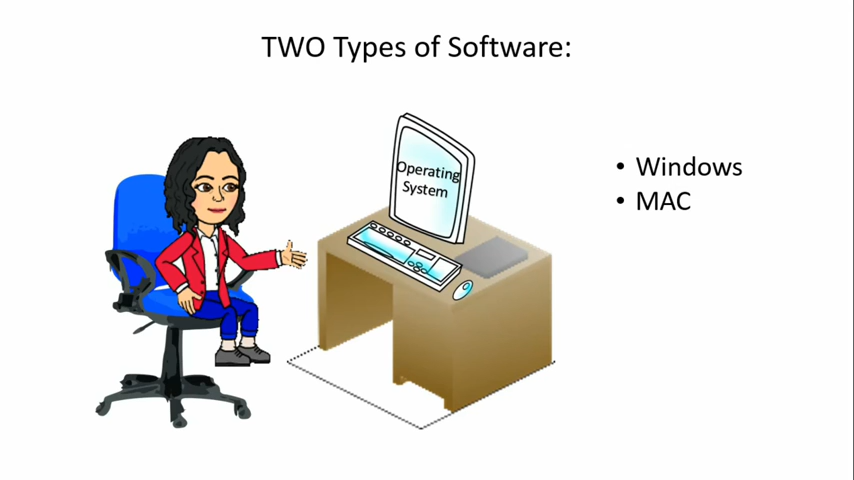 TWO Types of Software:
Operating
System
• Windows
• MAC